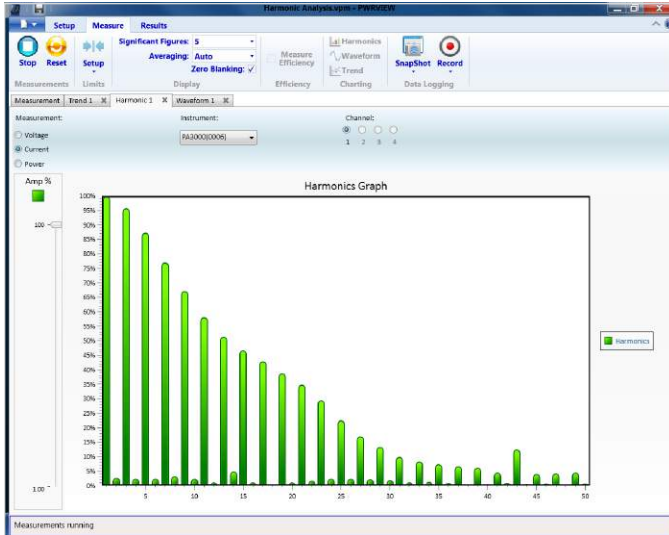 Harmonic Analysis.vpm - PWRVIEW
Setup Measure Results
Stop Reset
Measurements
Setup
Limits
Significant Figures: 5
Averaging: Auto
Zero Blanking: ✓
Display
Measure Efficiency
Efficiency
Harmonics
Waveform
Trend
Charting
SnapShot Record
Data Logging
Measurement Trend 1 X Harmonic 1 X Waveform 1 X
Measurement: Instrument: Channel:
Voltage
Current
Power
PA3000(0006)
1 2 3 4
Amp %
100
1.00
Harmonics Graph
100%
95%
90%
85%
80%
75%
70%
65%
60%
55%
50%
45%
40%
35%
30%
25%
20%
15%
10%
5%
0%
5 10 15 20 25 30 35 40 45 50
Harmonics
Measurements running